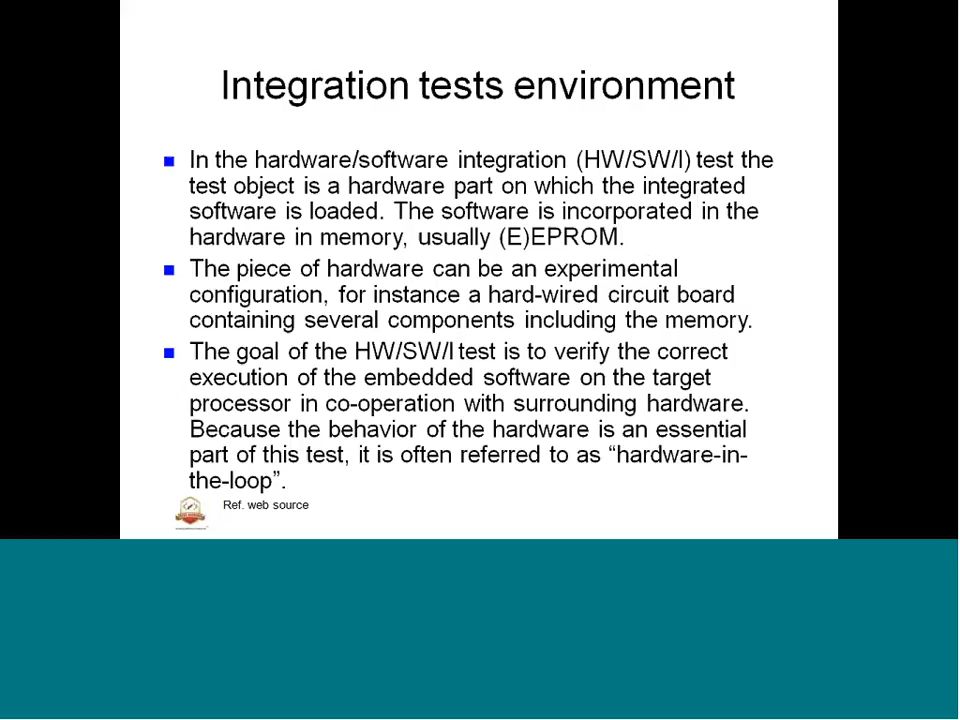 Integration tests environment
In the hardware/software integration (HW/SW/I) test the
test object is a hardware part on which the integrated
software is loaded. The software is incorporated in the
hardware in memory, usually (E)EPROM.
The piece of hardware can be an experimental
configuration, for instance a hard-wired circuit board
containing several components including the memory.
The goal of the HW/SW/I test is to verify the correct
execution of the embedded software on the target
processor in co-operation with surrounding hardware.
Because the behavior of the hardware is an essential
part of this test, it is often referred to as “hardware-in-
the-loop”.
Ref. web source